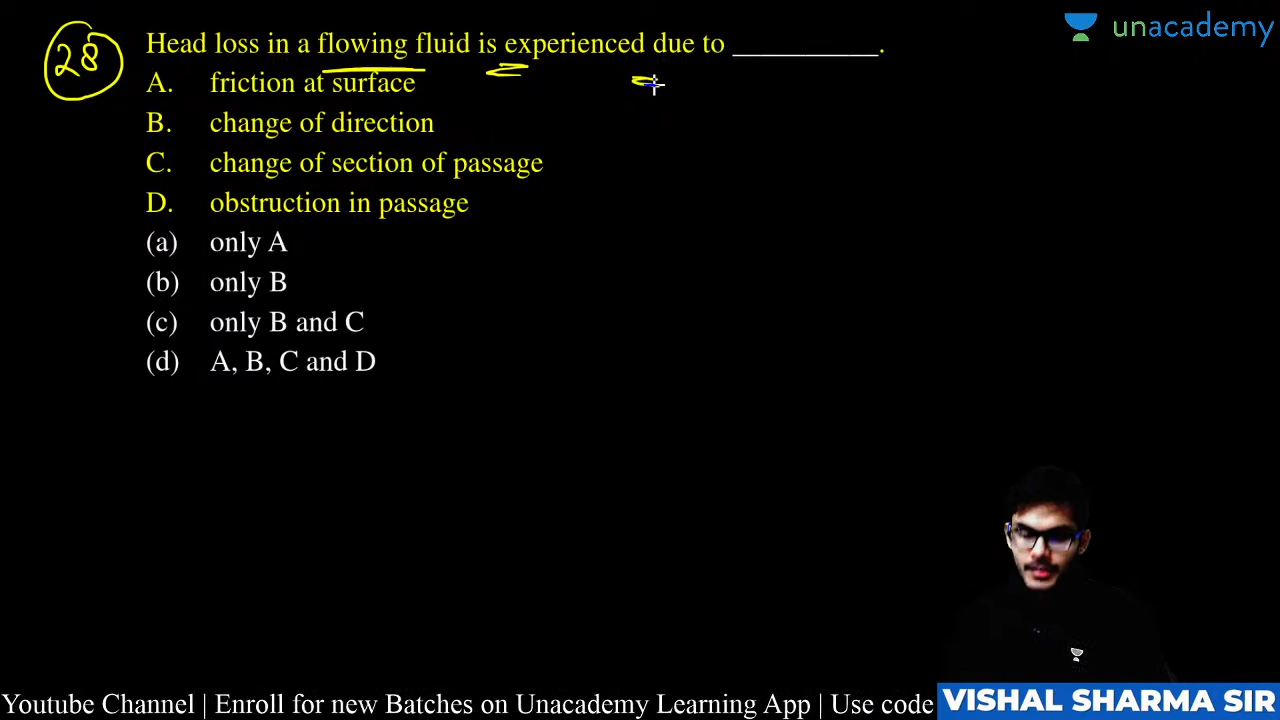 unacademy
28
Head loss in a flowing fluid is experienced due to ___________.
A. friction at surface
B. change of direction
C. change of section of passage
D. obstruction in passage
(a) only A
(b) only B
(c) only B and C
(d) A, B, C and D
Youtube Channel | Enroll for new Batches on Unacademy Learning App | Use code VISHAL SHARMA SIR